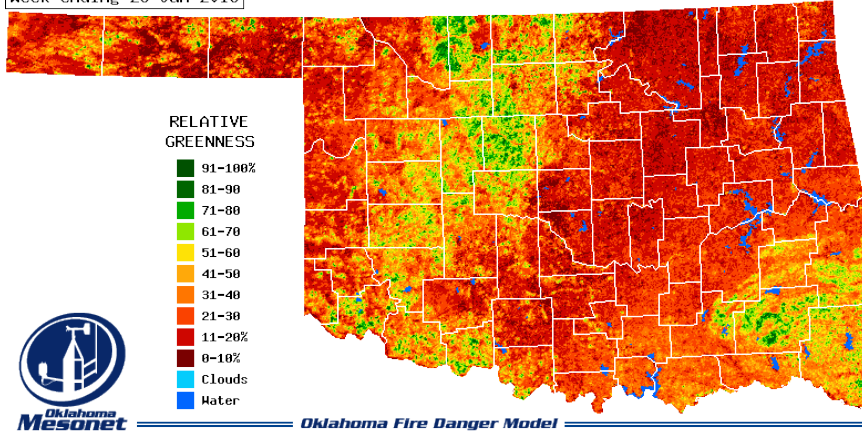 RELATIVE
GREENNESS
91-100%
81-90
71-80
61-70
51-60
41-50
31-40
21-30
11-20%
0-10%
Clouds
Water
Oklahoma
Mesonet
Oklahoma Fire Danger Model